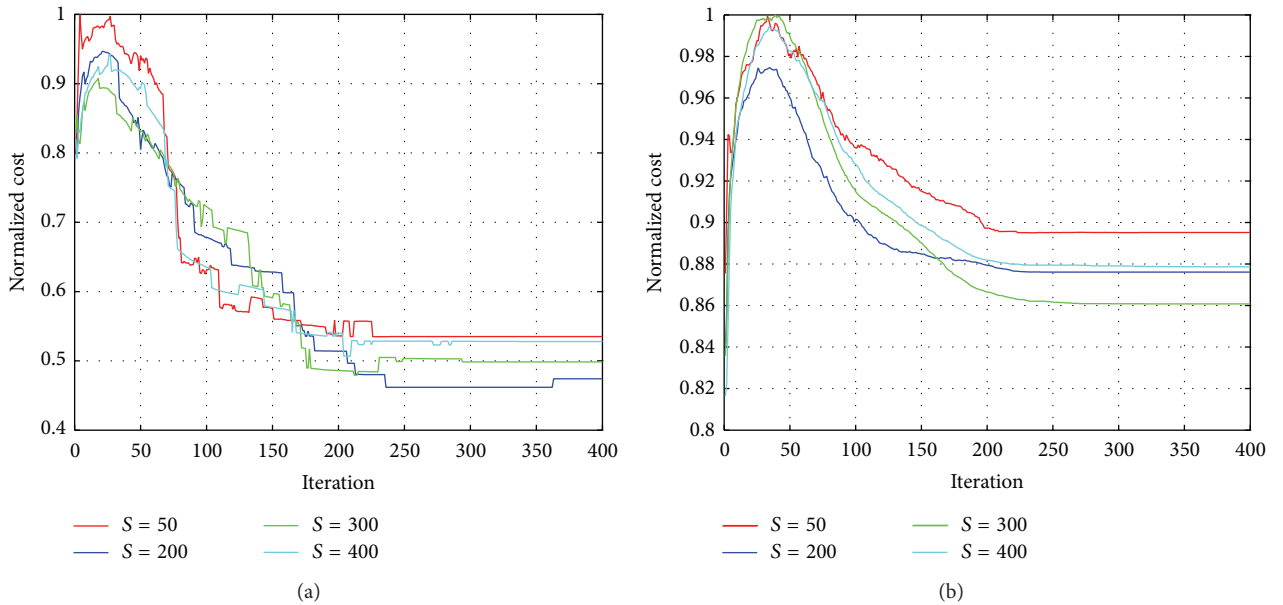 1
0.9
0.8
0.7
0.6
0.5
0.4
Normalized cost
0 50 100 150 200 250 300 350 400
Iteration
S = 50
S = 200
S = 300
S = 400
(a)
1
0.98
0.96
0.94
0.92
0.9
0.88
0.86
0.84
0.82
0.8
Normalized cost
0 50 100 150 200 250 300 350 400
Iteration
S = 50
S = 200
S = 300
S = 400
(b)